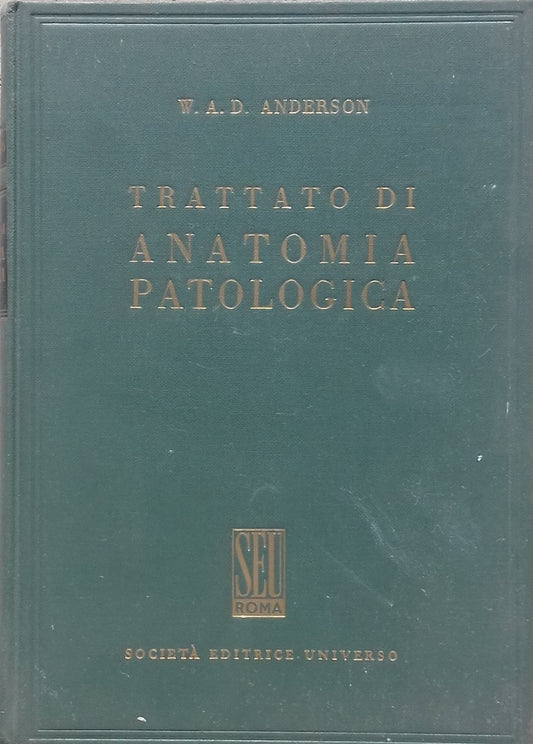 W. A. D. ANDERSON
TRATTATO DI
ANATOMIA
PATOLOGICA
SEU
ROMA
SOCIETÀ EDITRICE UNIVERSO